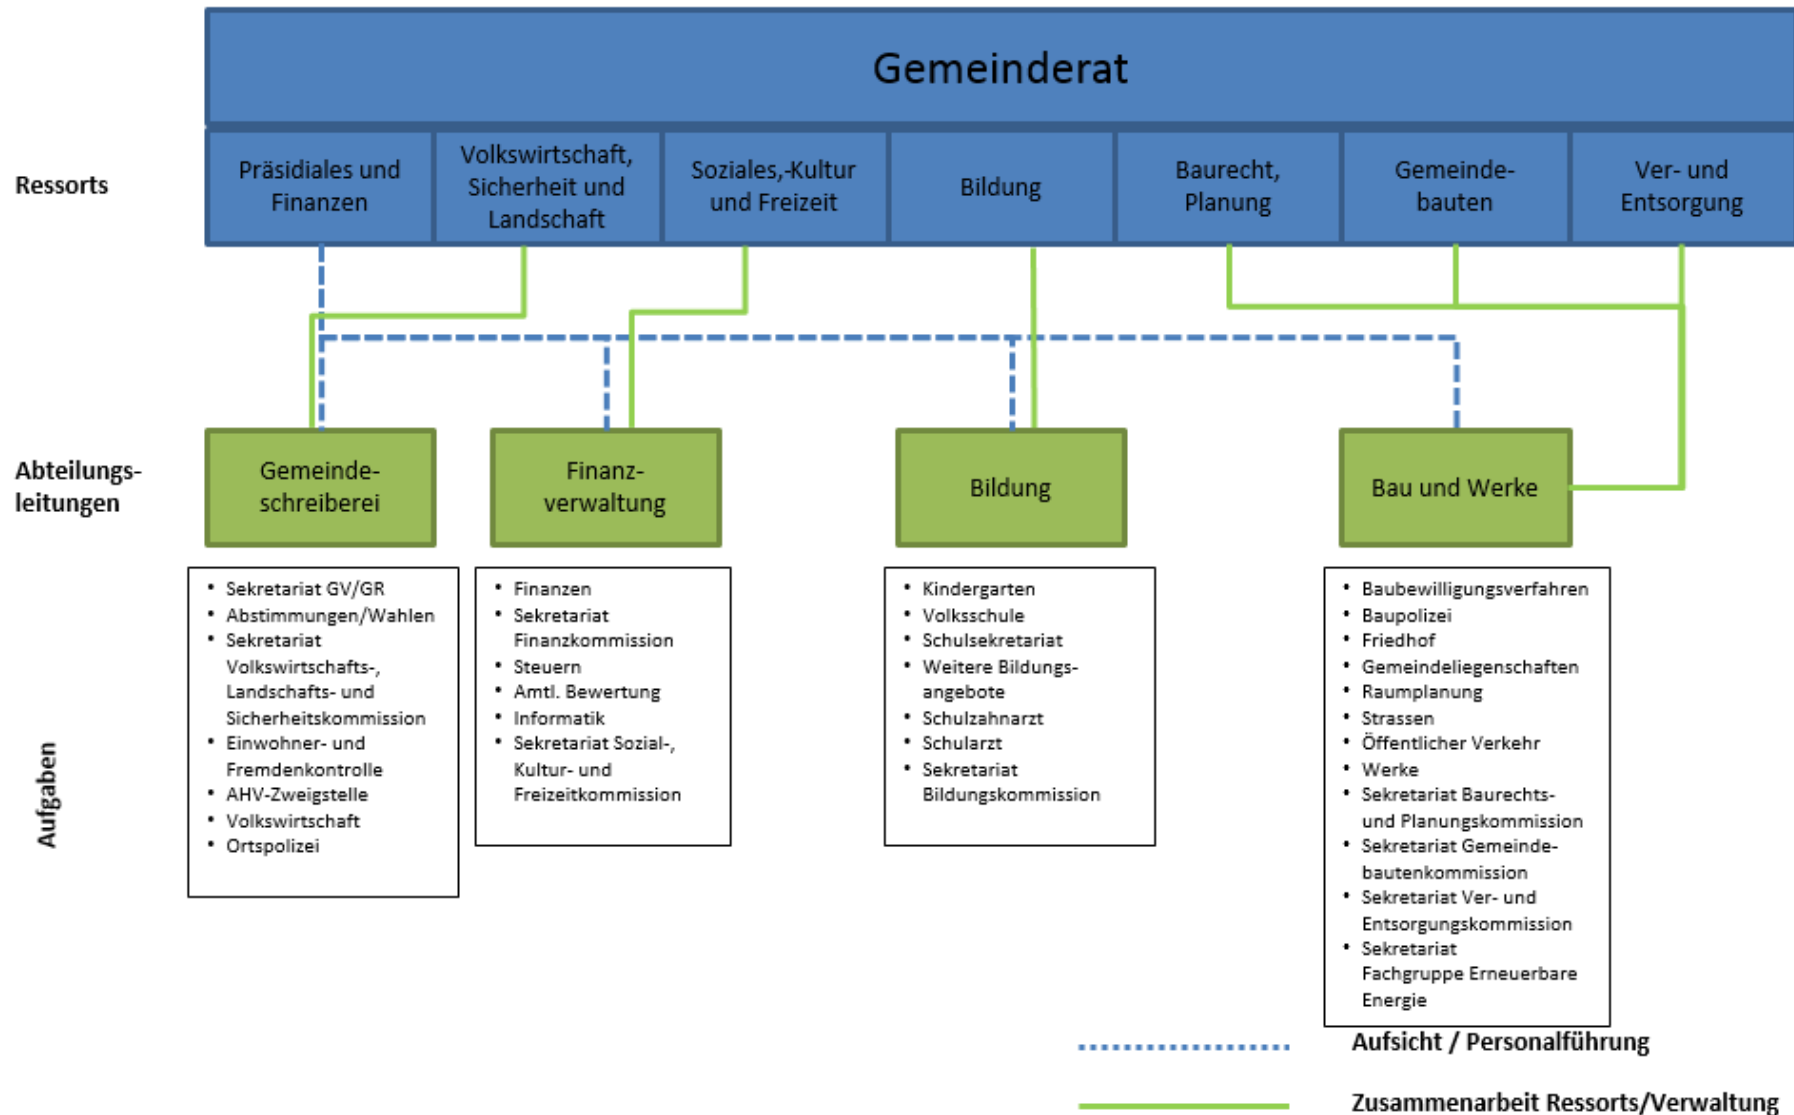 Gemeinderat
Ressorts
Präsidiales und
Finanzen
Volkswirtschaft,
Sicherheit und
Landschaft
Soziales,-Kultur
und Freizeit
Bildung
Baurecht,
Planung
Gemeinde-
bauten
Ver- und
Entsorgung
Abteilungs-
leitungen
Gemeinde-
schreiberei
Finanz-
verwaltung
Bildung
Bau und Werke
Aufgaben
• Sekretariat GV/GR
• Abstimmungen/Wahlen
• Sekretariat
Volkswirtschafts-,
Landschafts- und
Sicherheitskommission
• Einwohner- und
Fremdenkontrolle
• AHV-Zweigstelle
• Volkswirtschaft
• Ortspolizei
• Finanzen
• Sekretariat
Finanzkommission
• Steuern
• Amtl. Bewertung
• Informatik
• Sekretariat Sozial-,
Kultur- und
Freizeitkommission
• Kindergarten
• Volksschule
• Schulsekretariat
• Weitere Bildungs-
angebote
• Schulzahnarzt
• Schularzt
• Sekretariat
Bildungskommission
• Baubewilligungsverfahren
• Baupolizei
• Friedhof
• Gemeindeliegenschaften
• Raumplanung
• Strassen
• Öffentlicher Verkehr
• Werke
• Sekretariat Baurechts-
und Planungskommission
• Sekretariat Gemeinde-
bautenkommission
• Sekretariat Ver- und
Entsorgungskommission
• Sekretariat
Fachgruppe Erneuerbare
Energie
Aufsicht / Personalführung
Zusammenarbeit Ressorts/Verwaltung